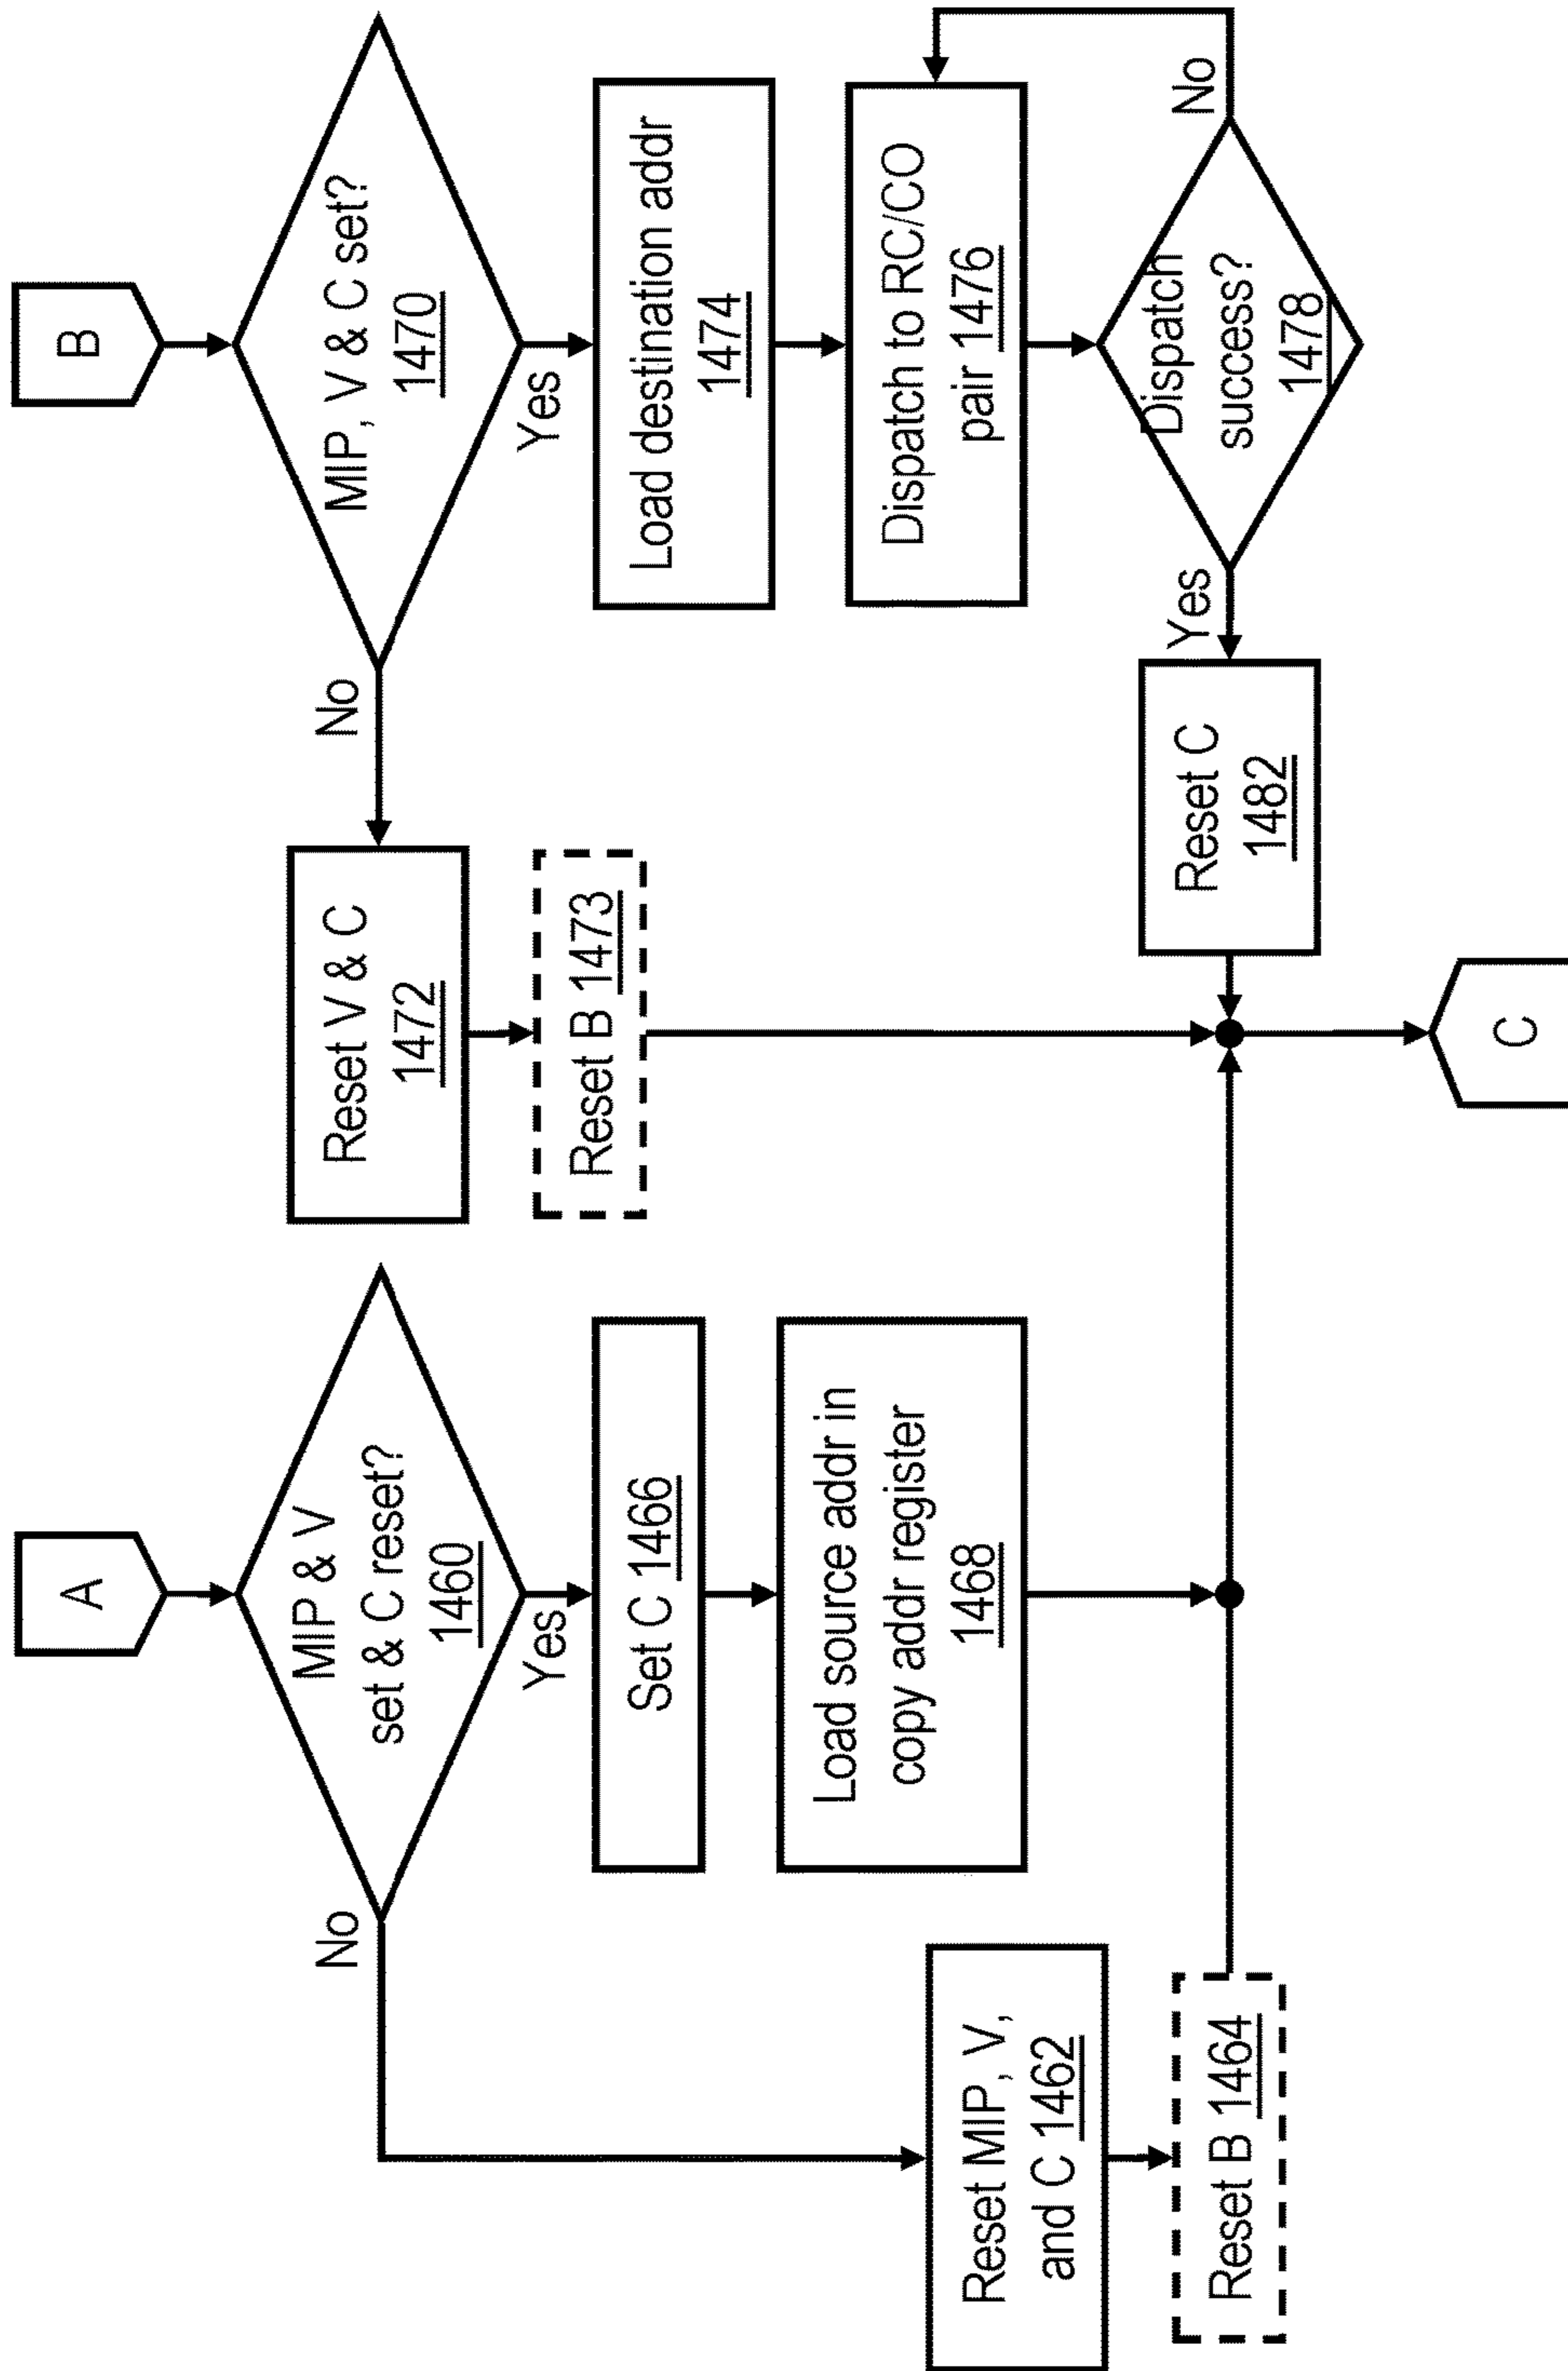 A
MIP & V
set & C reset?
1460
No
Yes
Set C 1466
Load source addr in
copy addr register
1468
Reset MIP, V,
and C 1462
Reset B 1464
B
MIP, V & C set?
1470
No
Yes
Reset V & C
1472
Reset B 1473
Load destination addr
1474
Dispatch to RC/CO
pair 1476
Dispatch
success?
1478
No
Yes
Reset C
1482
C